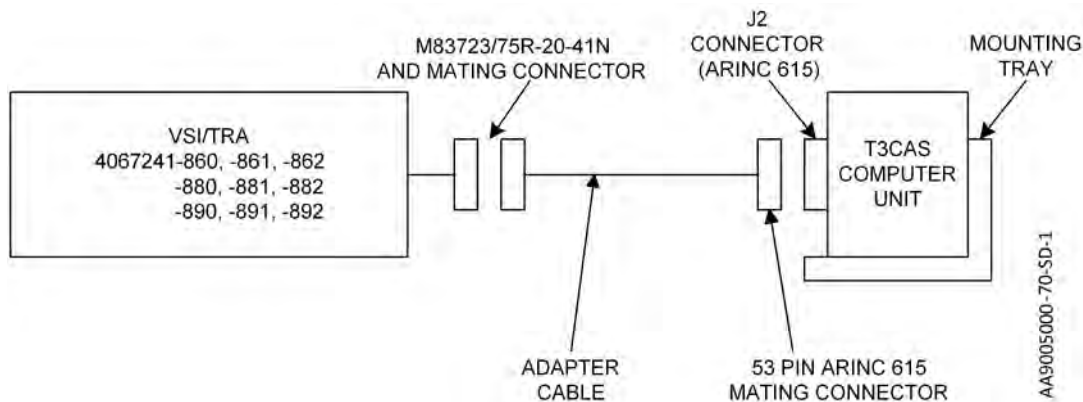 M83723/75R-20-41N
AND MATING CONNECTOR
J2
CONNECTOR
(ARINC 615)
MOUNTING
TRAY
VSI/TRA
4067241-860, -861, -862
-880, -881, -882
-890, -891, -892
T3CAS
COMPUTER
UNIT
ADAPTER
CABLE
53 PIN ARINC 615
MATING CONNECTOR
AA9005000-70-SD-1